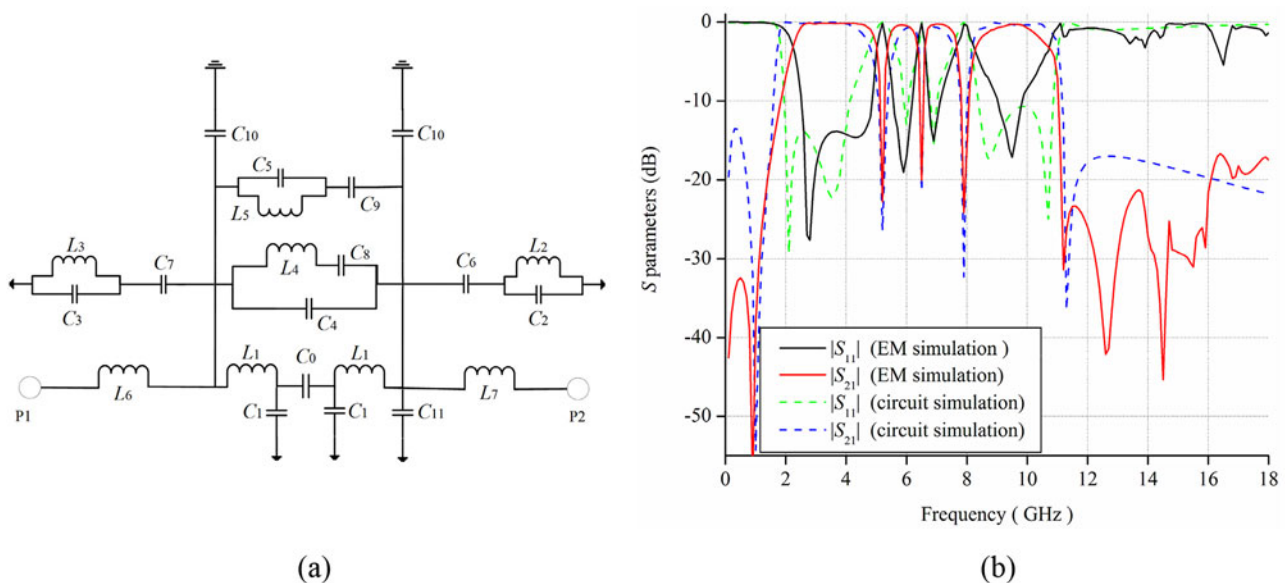 C10
C10
C5
L5
C9
L3
C3
C7
L4
C8
C4
C6
L2
C2
P1
L6
L1
C0
L1
C1
C1
C11
L7
P2
(a)
S parameters (dB)
0
-10
-20
-30
-40
-50
|S11| (EM simulation )
|S21| (EM simulation)
|S11| (circuit simulation)
|S21| (circuit simulation)
0 2 4 6 8 10 12 14 16 18
Frequency ( GHz )
(b)